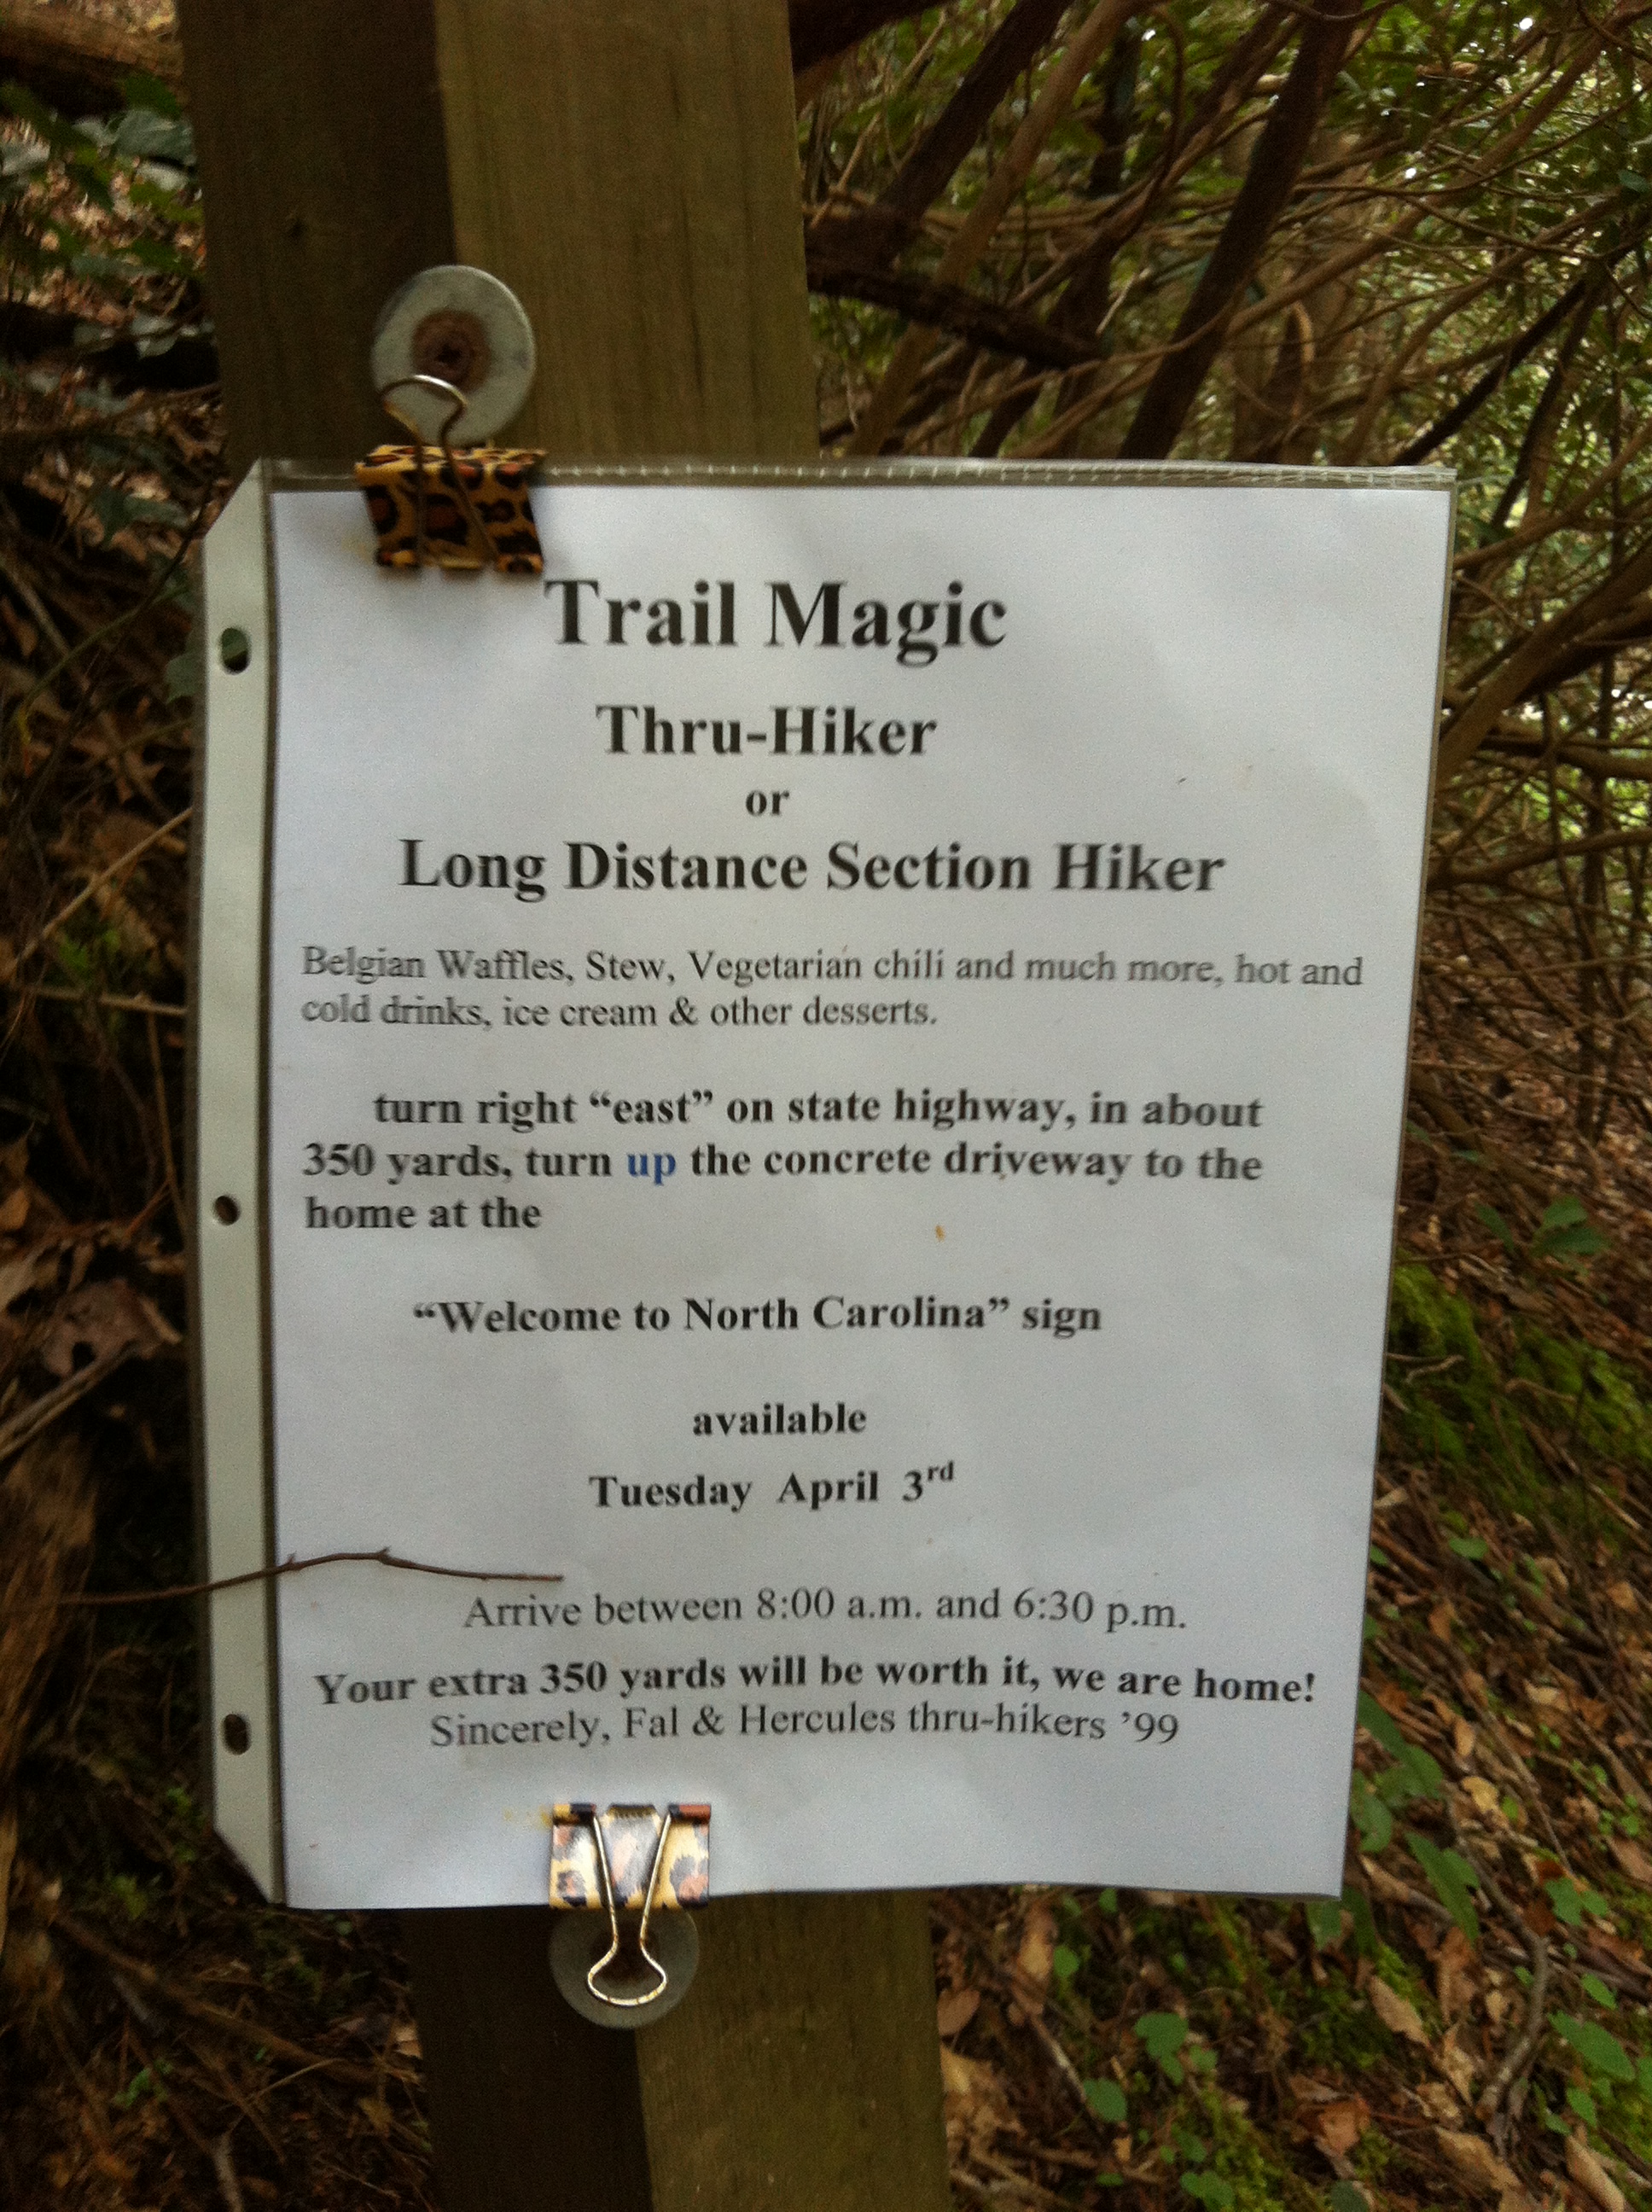 Trail Magic
Thru-Hiker
or
Long Distance Section Hiker
Belgian Waffles, Stew, Vegetarian chili and much more, hot and
cold drinks, ice cream & other desserts.
turn right “east” on state highway, in about
350 yards, turn up the concrete driveway to the
home at the
“Welcome to North Carolina” sign
available
Tuesday April 3rd
Arrive between 8:00 a.m. and 6:30 p.m.
Your extra 350 yards will be worth it, we are home!
Sincerely, Fal & Hercules thru-hikers ’99